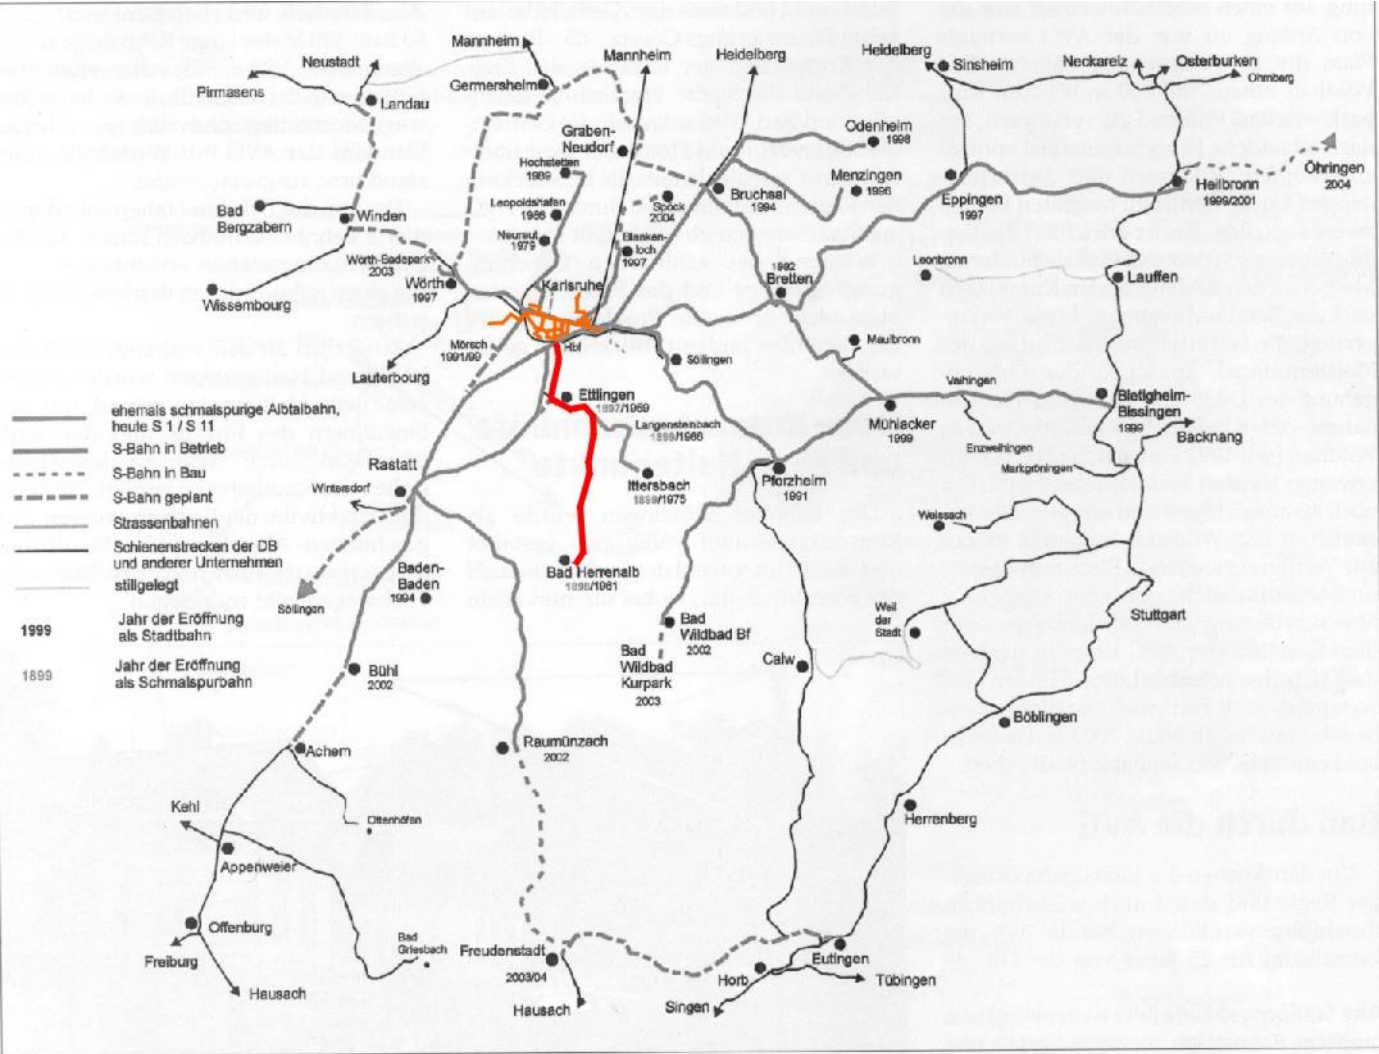 Mannheim
Neustadt
Pirmasens
Landau
Germersheim
Mannheim
Heidelberg
Heidelberg
Sinsheim
Neckarelz
Osterburken
Öhringen
2004
Graben-
Neudorf
Hochstetten
1989
Odenheim
1998
Menzingen
1996
Bruchsal
1994
Eppingen
1997
Heilbronn
1999/2001
Leopoldshafen
1986
Spöck
2004
Bad
Bergzabern
Winden
Neureut
1979
Blanken-
loch
1997
Wörth-Badepark
2003
Wörth
1997
Karlsruhe
1992
Bretten
Leonbronn
Lauffen
Wissembourg
Mörsch
1991/99
Hbf
Söllingen
Maulbronn
Lauterbourg
Ettlingen
1897/1969
Vaihingen
Bietigheim-
Bissingen
1999
Mühlacker
1999
Backnang
Langensteinbach
1899/1966
Enzweihingen
Markgröningen
ehemals schmalspurige Albtalbahn,
heute S 1 / S 11
S-Bahn in Betrieb
S-Bahn in Bau
S-Bahn geplant
Strassenbahnen
Schienenstrecken der DB
und anderer Unternehmen
stillgelegt
1999
Jahr der Eröffnung
als Stadtbahn
1899
Jahr der Eröffnung
als Schmalspurbahn
Rastatt
Wintersdorf
Ittersbach
1899/1975
Pforzheim
1991
Weissach
Bad Herrenalb
1898/1961
Baden-
Baden
1994
Söllingen
Bad
Wildbad Bf
2002
Bad
Wildbad
Kurpark
2003
Weil
der
Stadt
Stuttgart
Calw
Bühl
2002
Böblingen
Raumünzach
2002
Achern
Kehl
Ottenhöfen
Herrenberg
Appenweier
Offenburg
Freiburg
Hausach
Bad
Griesbach
Freudenstadt
2003/04
Hausach
Eutingen
Horb
Tübingen
Singen